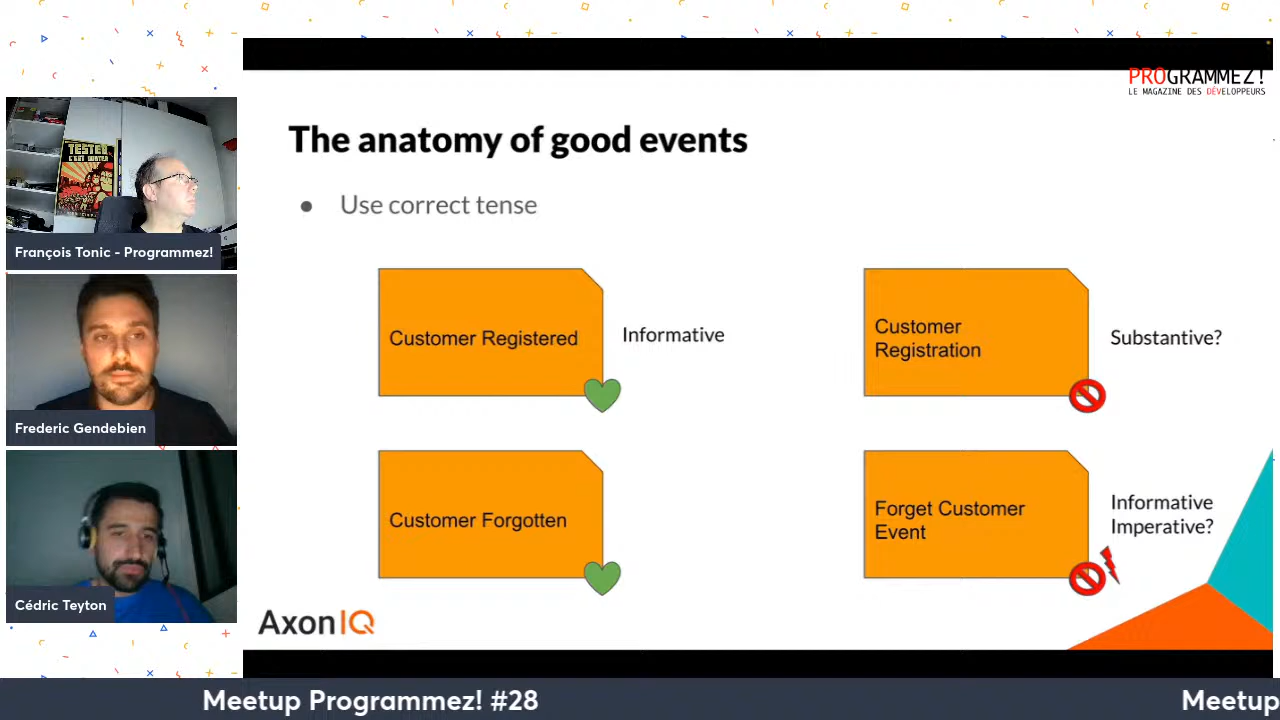 PROGRAMMEZ!
LE MAGAZINE DES DÉVELOPPEURS
The anatomy of good events
● Use correct tense
TESTER
François Tonic - Programmez!
Customer Registered
Informative
Customer
Registration
Substantive?
Frederic Gendebien
Customer Forgotten
Forget Customer
Event
Informative
Imperative?
Cédric Teyton
AxonIQ
Meetup Programmez! #28
Meetup